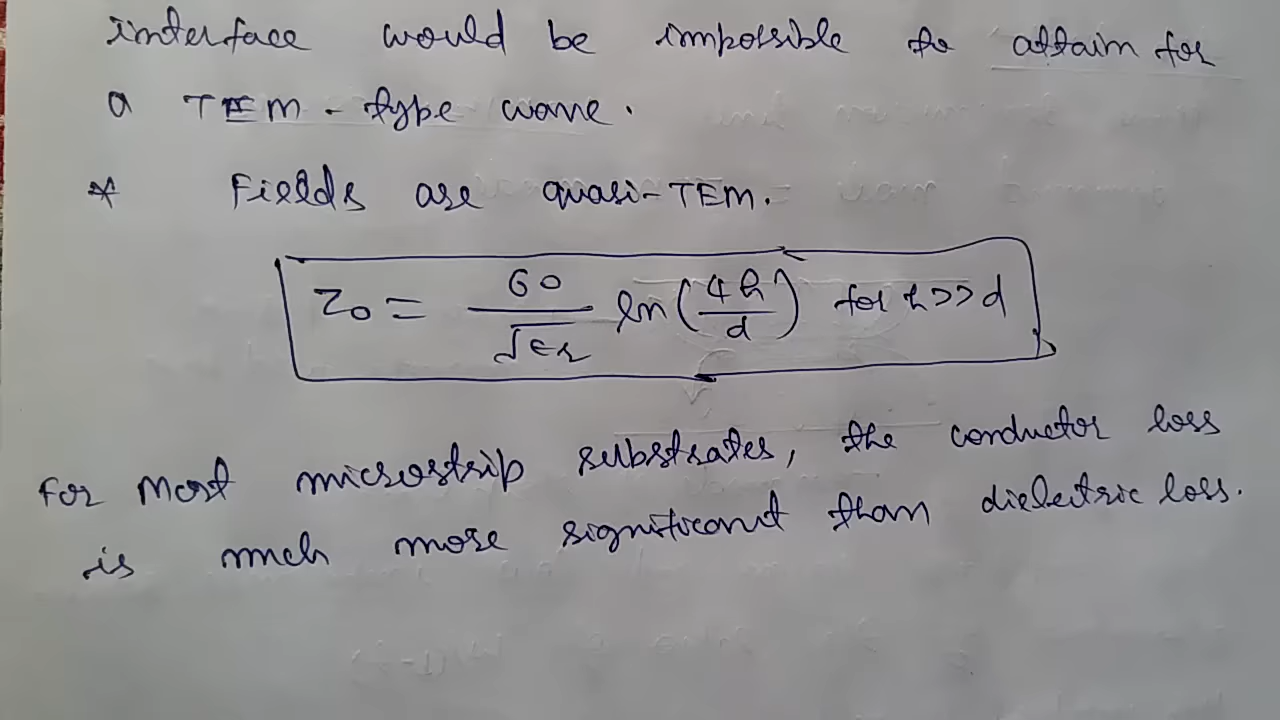 interface would be impossible to attain for
a TEM-type wave.
* Fields are quasi-TEM.
Z₀ = 60/√εr ln(4h/d) for h>>d
For Most microstrip substrates, the conductor loss
is much more significant than dielectric loss.